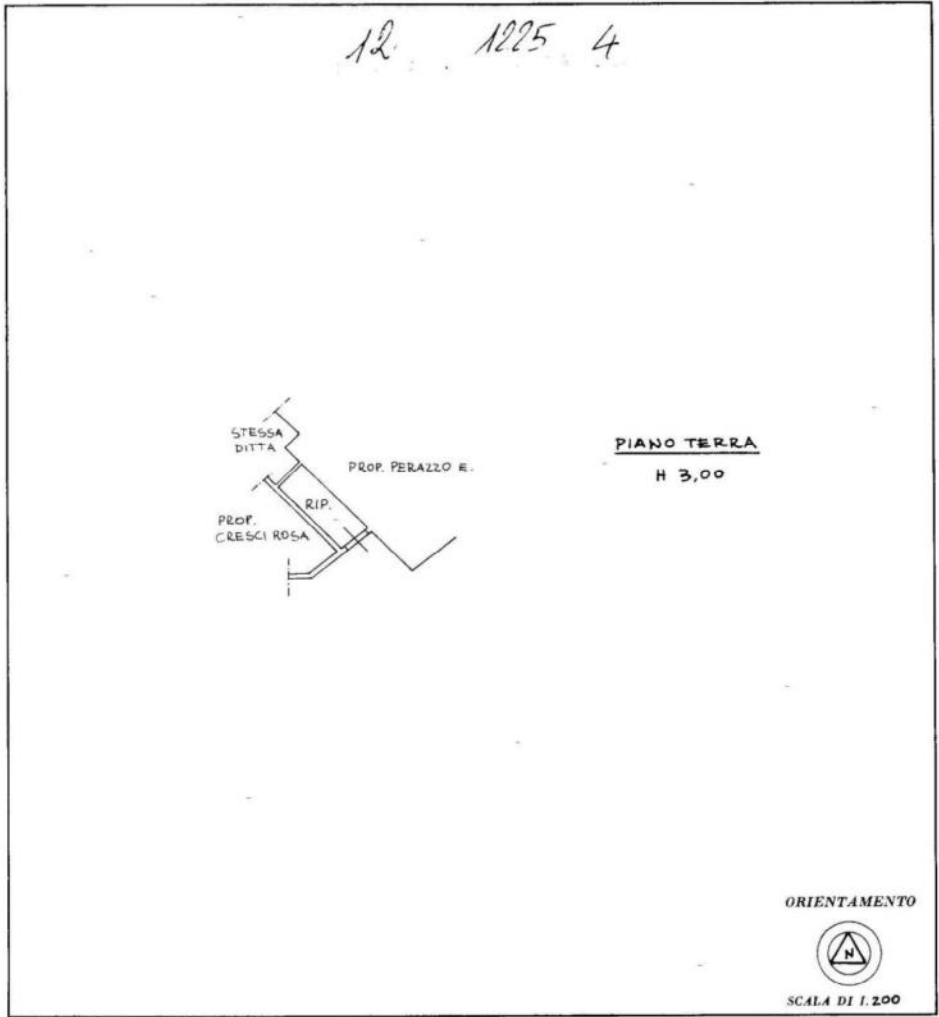 12 1225 4
STESSA
DITTA
PROP. PERAZZO E.
PIANO TERRA
H 3,00
RIP.
PROP.
CRESCI ROSA
ORIENTAMENTO
N
SCALA DI 1.200